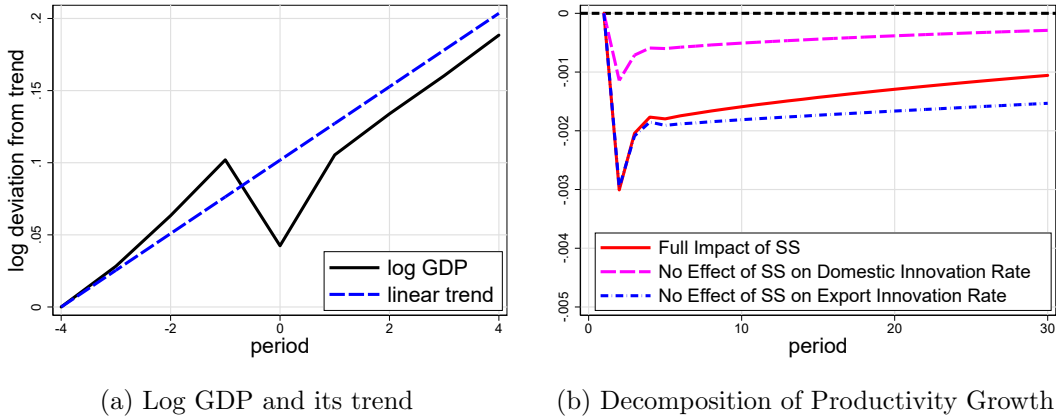 log deviation from trend
.2
.15
.1
.05
0
-4
-2
0
2
4
period
log GDP
linear trend
(a) Log GDP and its trend
0
-.001
-.002
-.003
-.004
-.005
0
10
20
30
period
Full Impact of SS
No Effect of SS on Domestic Innovation Rate
No Effect of SS on Export Innovation Rate
(b) Decomposition of Productivity Growth